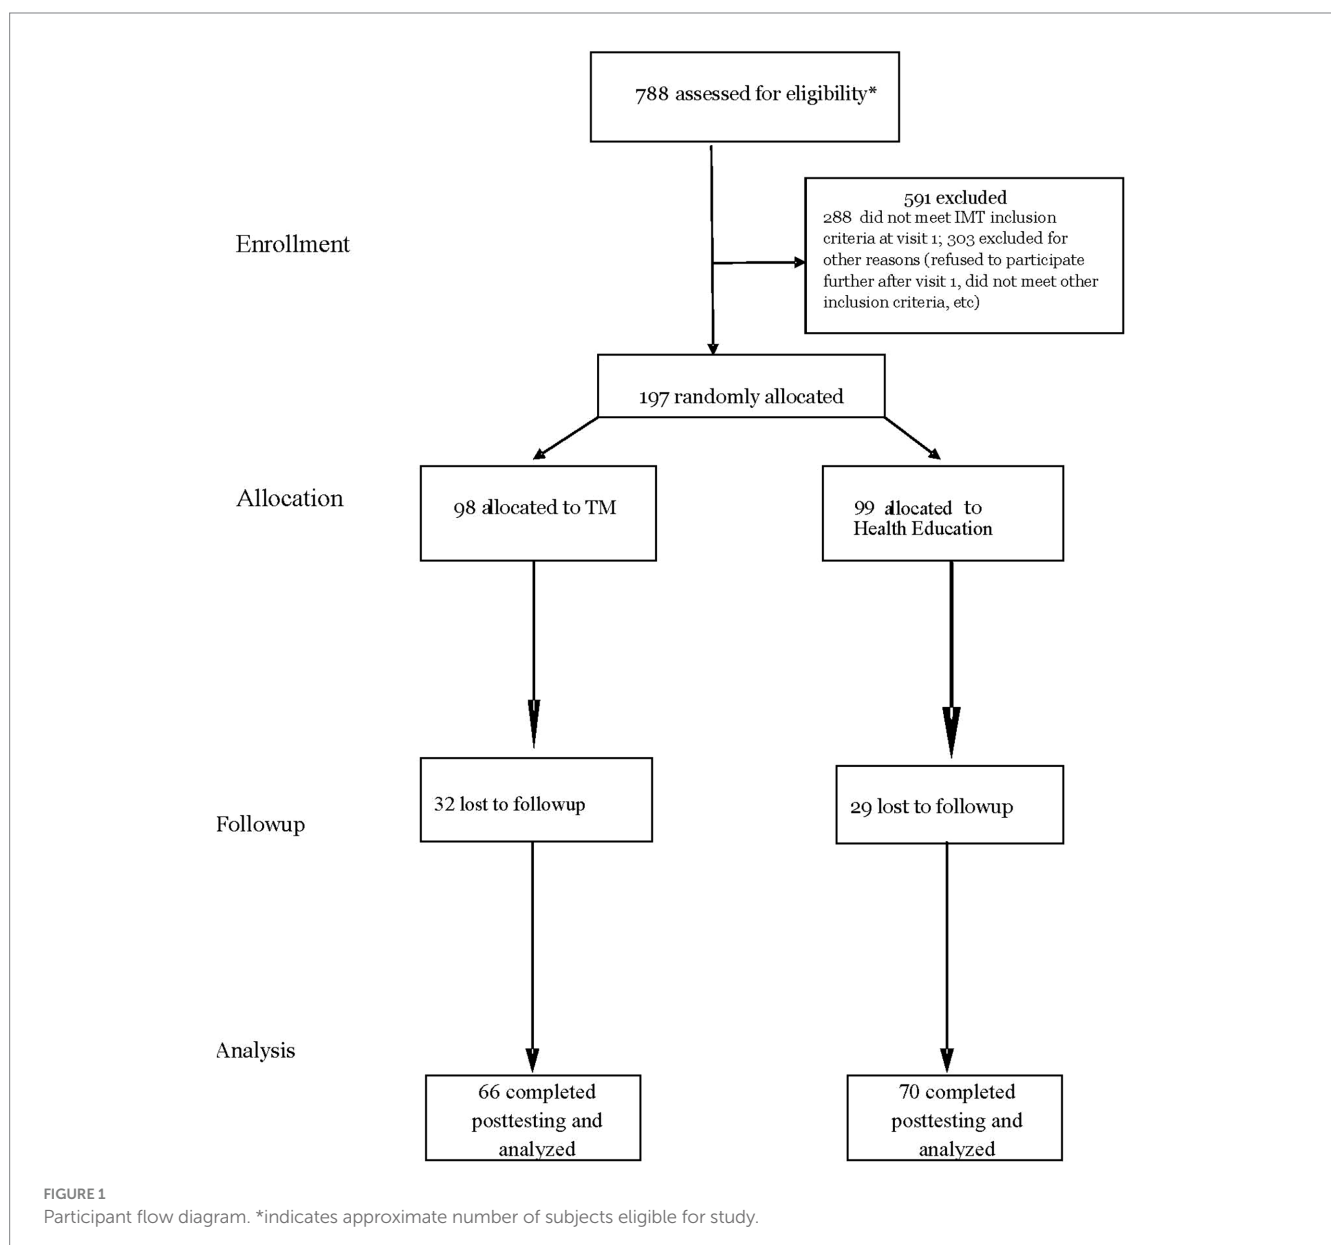 788 assessed for eligibility*
Enrollment
591 excluded
288 did not meet IMT inclusion
criteria at visit 1; 303 excluded for
other reasons (refused to participate
further after visit 1, did not meet other
inclusion criteria, etc)
197 randomly allocated
Allocation
98 allocated to TM
99 allocated to
Health Education
Followup
32 lost to followup
29 lost to followup
Analysis
66 completed
posttesting and
analyzed
70 completed
posttesting and
analyzed
FIGURE 1
Participant flow diagram. *indicates approximate number of subjects eligible for study.